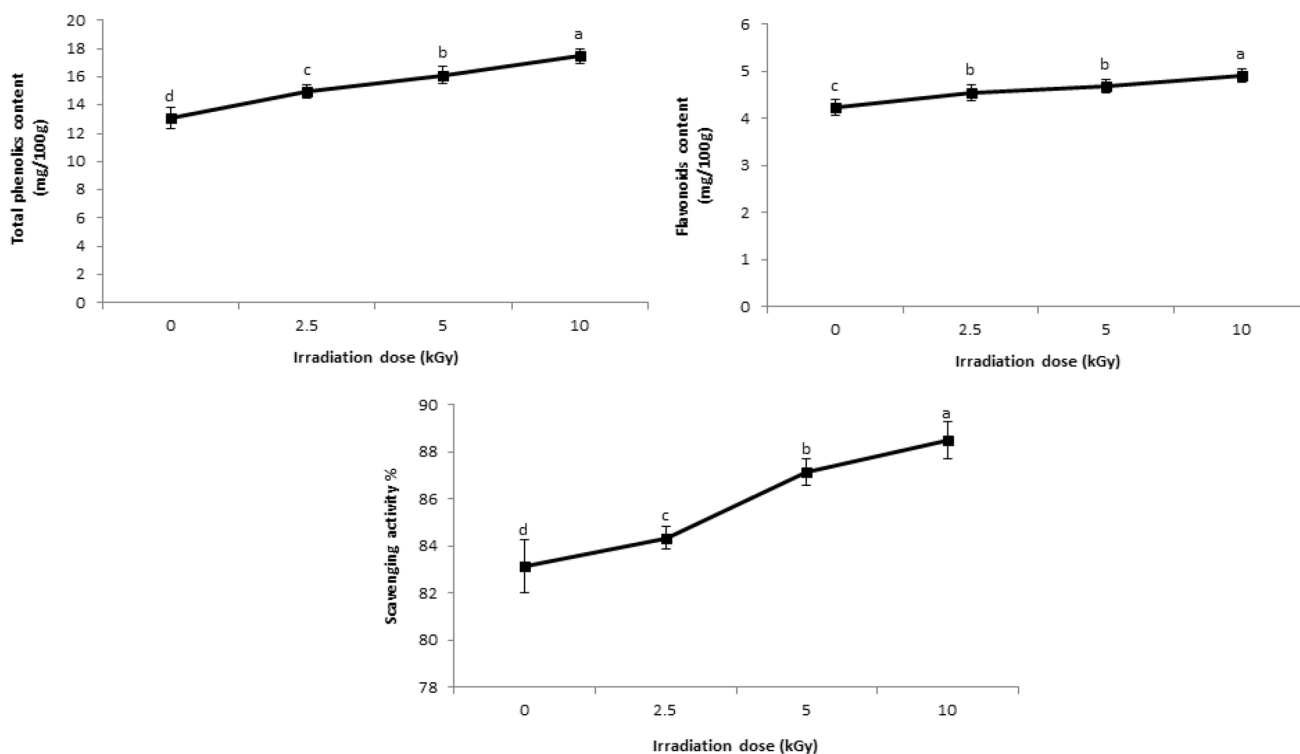 Total phenolics content
(mg/100g)
20
18
16
14
12
10
8
6
4
2
0
d
c
b
a
0 2.5 5 10
Irradiation dose (kGy)
Flavonoids content
(mg/100g)
6
5
4
3
2
1
0
c
b
b
a
0 2.5 5 10
Irradiation dose (kGy)
Scavenging activity %
90
88
86
84
82
80
78
d
c
b
a
0 2.5 5 10
Irradiation dose (kGy)